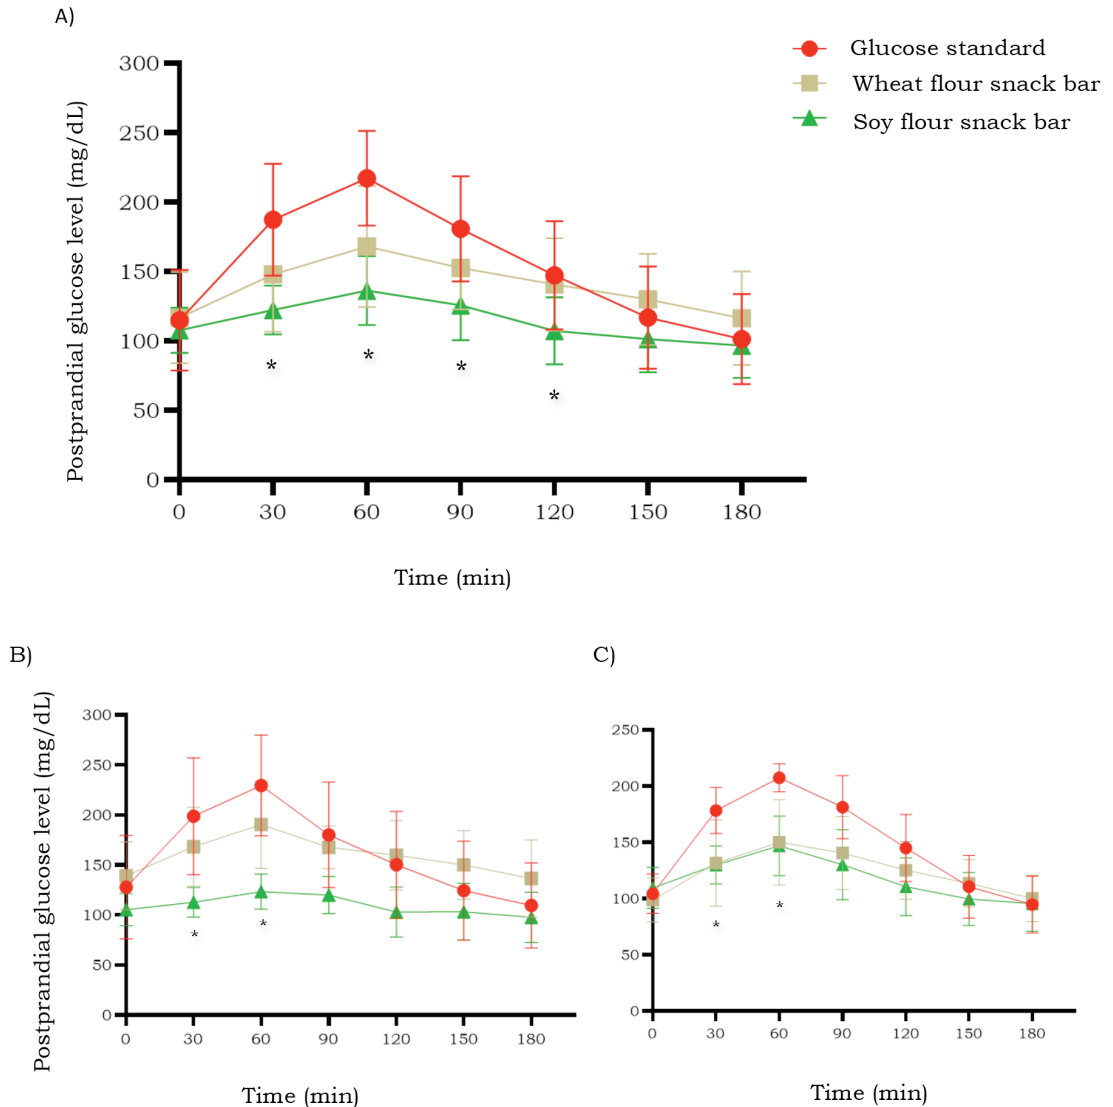 A)
Glucose standard
Wheat flour snack bar
Soy flour snack bar
Postprandial glucose level (mg/dL)
300
250
200
150
100
50
0
* * * *
0 30 60 90 120 150 180
Time (min)
B)
Postprandial glucose level (mg/dL)
300
250
200
150
100
50
0
* *
0 30 60 90 120 150 180
Time (min)
C)
250
200
150
100
50
0
* *
0 30 60 90 120 150 180
Time (min)